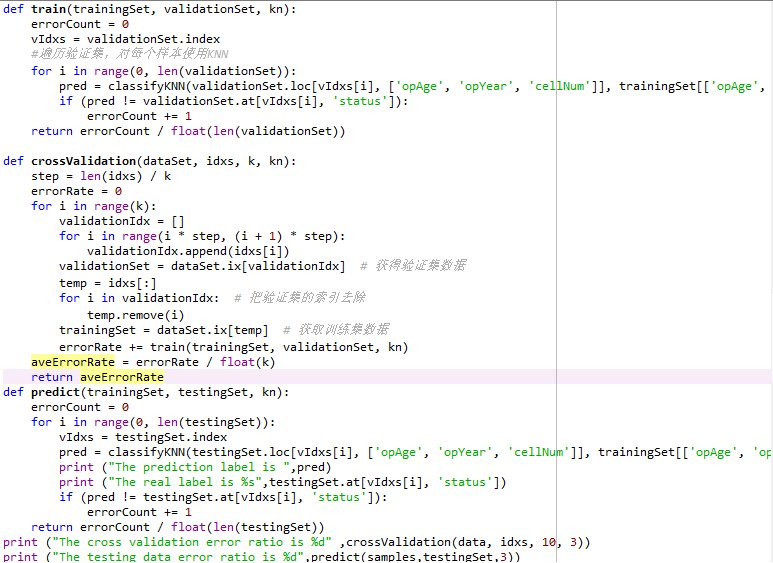 def train(trainingSet, validationSet, kn):
    errorCount = 0
    vIdxs = validationSet.index
    #遍历验证集，对每个样本使用KNN
    for i in range(0, len(validationSet)):
        pred = classifyKNN(validationSet.loc[vIdxs[i], ['opAge', 'opYear', 'cellNum']], trainingSet[['opAge',
        if (pred != validationSet.at[vIdxs[i], 'status']):
            errorCount += 1
    return errorCount / float(len(validationSet))
def crossValidation(dataSet, idxs, k, kn):
    step = len(idxs) / k
    errorRate = 0
    for i in range(k):
        validationIdx = []
        for i in range(i * step, (i + 1) * step):
            validationIdx.append(idxs[i])
        validationSet = dataSet.ix[validationIdx]  # 获得验证集数据
        temp = idxs[:]
        for i in validationIdx:  # 把验证集的索引去除
            temp.remove(i)
        trainingSet = dataSet.ix[temp]  # 获取训练集数据
        errorRate += train(trainingSet, validationSet, kn)
    aveErrorRate = errorRate / float(k)
    return aveErrorRate
def predict(trainingSet, testingSet, kn):
    errorCount = 0
    for i in range(0, len(testingSet)):
        vIdxs = testingSet.index
        pred = classifyKNN(testingSet.loc[vIdxs[i], ['opAge', 'opYear', 'cellNum']], trainingSet[['opAge', 'op
        print ("The prediction label is ",pred)
        print ("The real label is %s",testingSet.at[vIdxs[i], 'status'])
        if (pred != testingSet.at[vIdxs[i], 'status']):
            errorCount += 1
    return errorCount / float(len(testingSet))
print ("The cross validation error ratio is %d" ,crossValidation(data, idxs, 10, 3))
print ("The testing data error ratio is %d",predict(samples,testingSet,3))